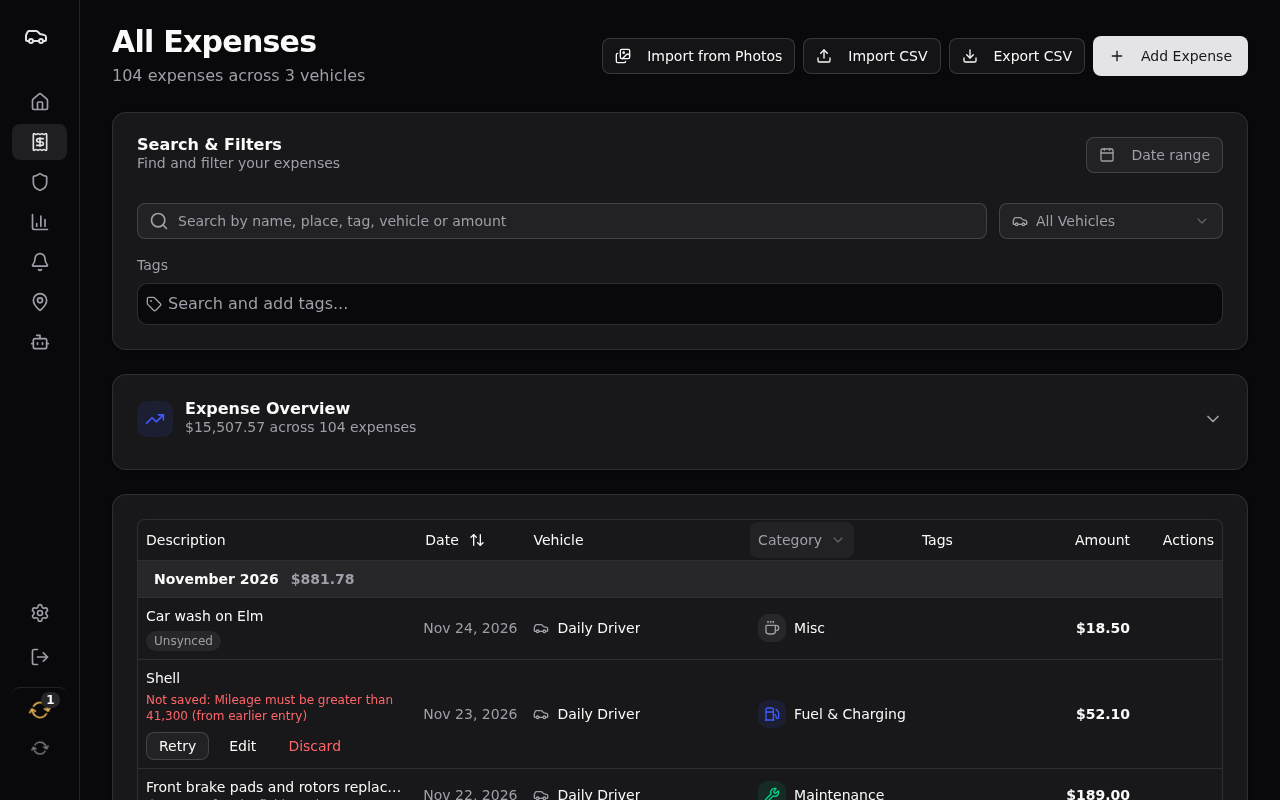 All Expenses
104 expenses across 3 vehicles
Import from Photos
Import CSV
Export CSV
Add Expense
Search & Filters
Find and filter your expenses
Date range
Search by name, place, tag, vehicle or amount
All Vehicles
Tags
Search and add tags...
Expense Overview
$15,507.57 across 104 expenses
Description Date Vehicle Category Tags Amount Actions
November 2026 $881.78
Car wash on Elm
Unsynced
Nov 24, 2026 Daily Driver Misc $18.50
Shell
Not saved: Mileage must be greater than
41,300 (from earlier entry)
Nov 23, 2026 Daily Driver Fuel & Charging $52.10
Retry Edit Discard
1
Front brake pads and rotors replac...
Nov 22, 2026 Daily Driver Maintenance $189.00